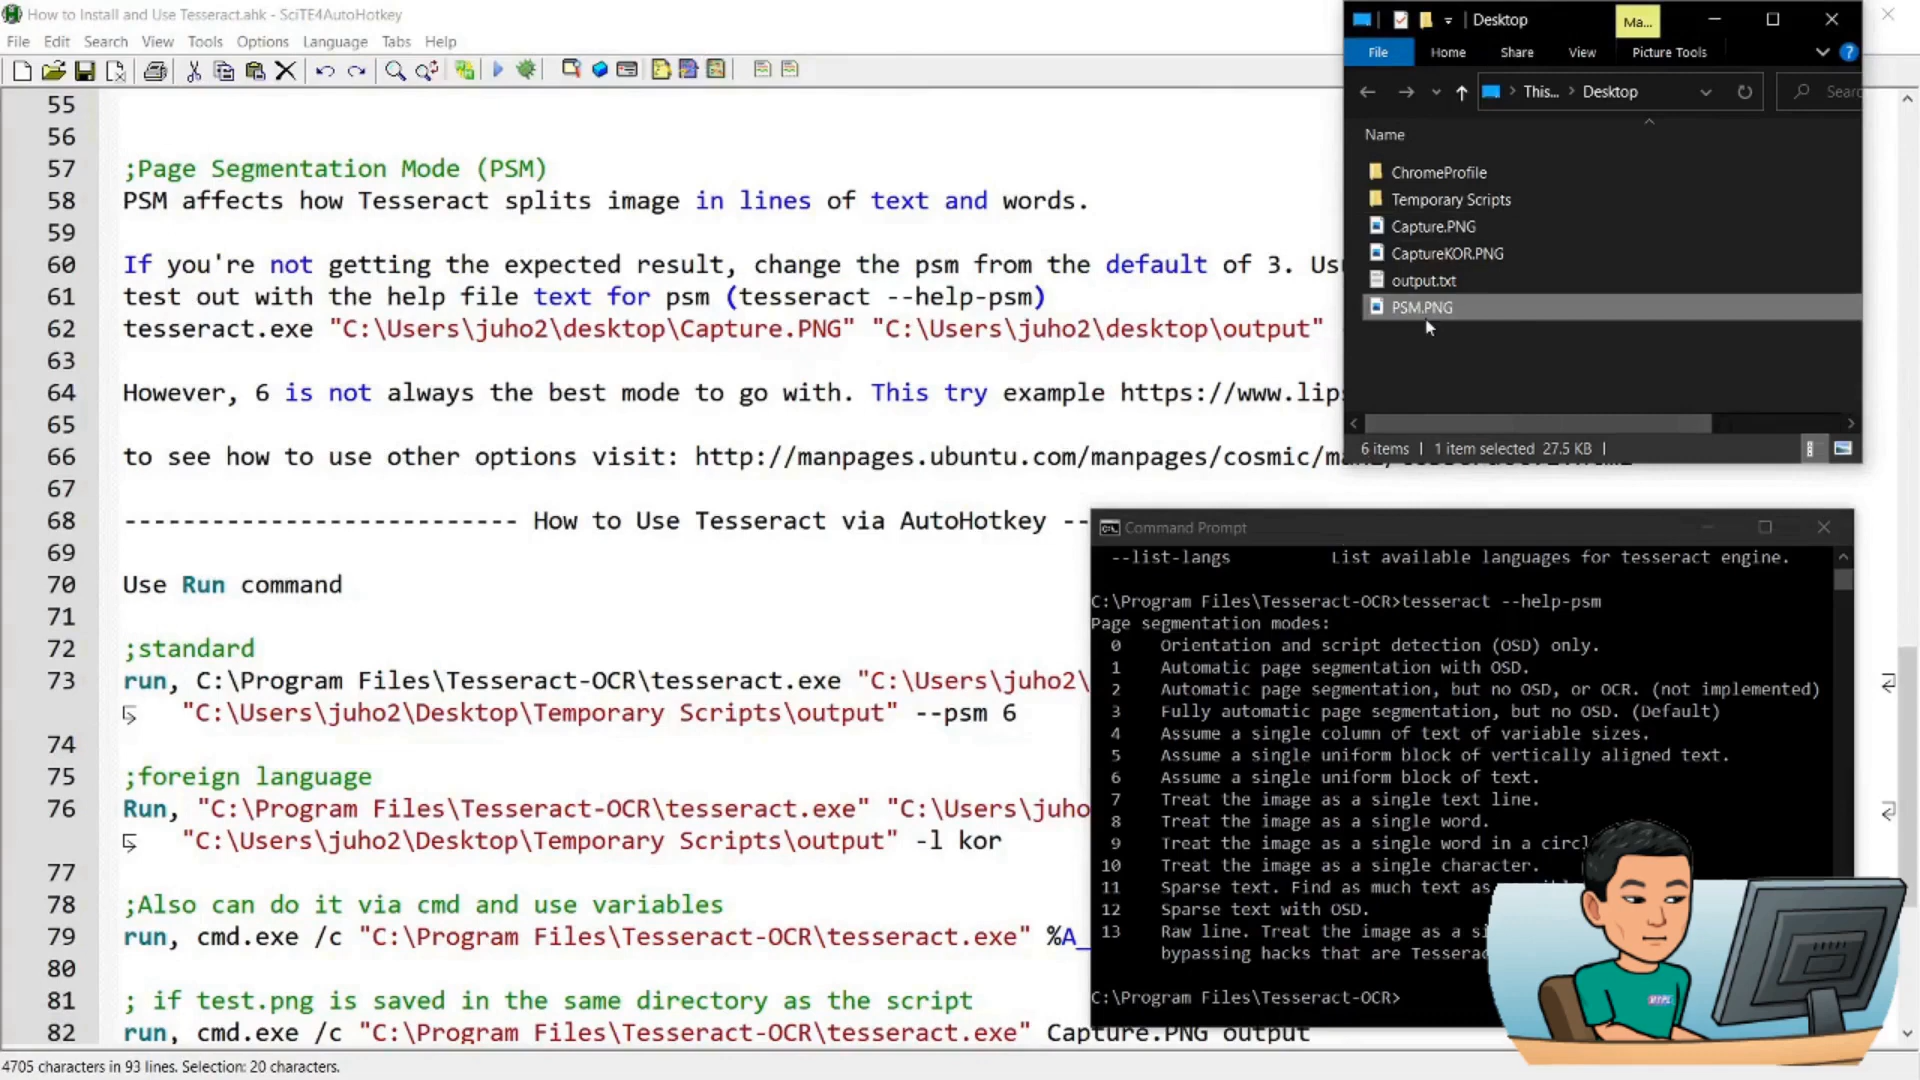 How to Install and Use Tesseract.ahk - SciTE4AutoHotkey
File Edit Search View Tools Options Language Tabs Help
55
56
57 ;Page Segmentation Mode (PSM)
58 PSM affects how Tesseract splits image in lines of text and words.
59
60 If you're not getting the expected result, change the psm from the default of 3.
61 test out with the help file text for psm (tesseract --help-psm)
62 tesseract.exe "C:\Users\juho2\desktop\Capture.PNG" "C:\Users\juho2\desktop\output"
63
64 However, 6 is not always the best mode to go with. This try example https://www.lips
65
66 to see how to use other options visit: http://manpages.ubuntu.com/manpages/cosmic/
67
68 --------------------------- How to Use Tesseract via AutoHotkey --
69
70 Use Run command
71
72 ;standard
73 run, C:\Program Files\Tesseract-OCR\tesseract.exe "C:\Users\juho2\
"C:\Users\juho2\Desktop\Temporary Scripts\output" --psm 6
74
75 ;foreign language
76 Run, "C:\Program Files\Tesseract-OCR\tesseract.exe" "C:\Users\juho
"C:\Users\juho2\Desktop\Temporary Scripts\output" -l kor
77
78 ;Also can do it via cmd and use variables
79 run, cmd.exe /c "C:\Program Files\Tesseract-OCR\tesseract.exe" %A_
80
81 ; if test.png is saved in the same directory as the script
82 run, cmd.exe /c "C:\Program Files\Tesseract-OCR\tesseract.exe" Capture.PNG output
4705 characters in 93 lines. Selection: 20 characters.
Desktop
Ma...
File Home Share View Picture Tools
This... Desktop
Sear
Name
ChromeProfile
Temporary Scripts
Capture.PNG
CaptureKOR.PNG
output.txt
PSM.PNG
6 items 1 item selected 27.5 KB
Command Prompt
--list-langs List available languages for tesseract engine.
C:\Program Files\Tesseract-OCR>tesseract --help-psm
Page segmentation modes:
0 Orientation and script detection (OSD) only.
1 Automatic page segmentation with OSD.
2 Automatic page segmentation, but no OSD, or OCR. (not implemented)
3 Fully automatic page segmentation, but no OSD. (Default)
4 Assume a single column of text of variable sizes.
5 Assume a single uniform block of vertically aligned text.
6 Assume a single uniform block of text.
7 Treat the image as a single text line.
8 Treat the image as a single word.
9 Treat the image as a single word in a circl
10 Treat the image as a single character.
11 Sparse text. Find as much text as
12 Sparse text with OSD.
13 Raw line. Treat the image as a si
bypassing hacks that are Tesserac
C:\Program Files\Tesseract-OCR>